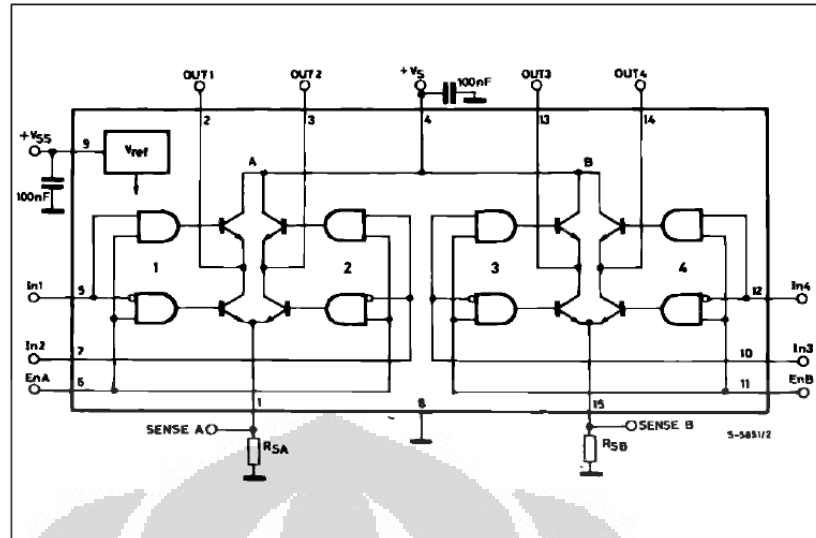 OUT1 OUT2 +VS 100nF OUT3 OUT4
2 3 4 13 14
+VSS 9 Vref A B
100nF
1 2 3 4
In1 5 12 In4
In2 7 10 In3
EnA 6 11 EnB
1 8 15
SENSE A SENSE B S-5851/2
RSA RSB